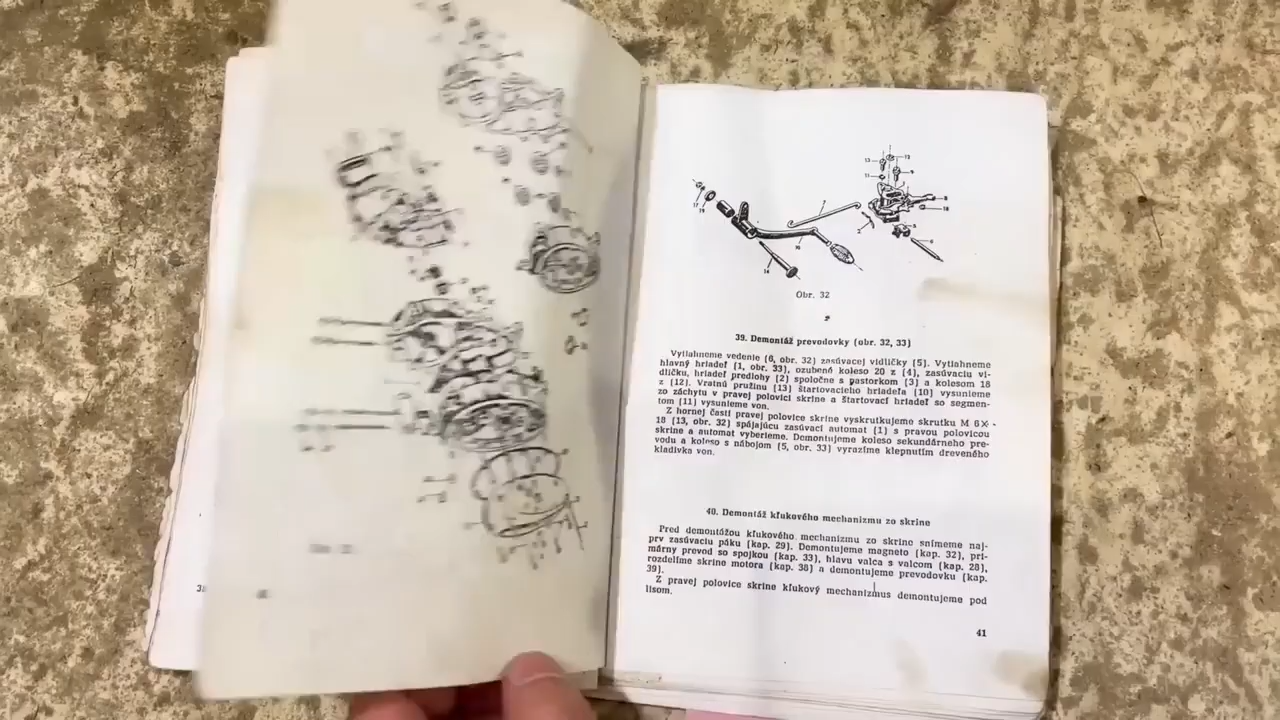 Obr. 32
39. Demontáž prevodovky (obr. 32, 33)
Vytiahneme vedenie (6, obr. 32) zasúvacej vidličky [5]. Vytiahneme
hlavný hriadeľ [1, obr. 33), ozubené koleso 20 z [4], zasúvaciu vi-
dličku, hriadeľ predlohy [2] spoločne s pastorkom [3] a kolesom 18
z [12]. Vratnú pružinu [13] štartovacieho hriadeľa [10] vysunieme
zo záchytu v pravej polovici skrine a štartovací hriadeľ so segmen-
tom [11] vysunieme von.
Z hornej časti pravej polovice skrine vyskrutkujeme skrutku M 6X
18 [13, obr. 32) spájajúcu zasúvací automat [1] s pravou polovicou
skrine a automat vyberieme. Demontujeme koleso sekundárneho pre-
vodu a koleso s nábojom [5, obr. 33) vyrazíme klepnutím dreveného
kladivka von.
40. Demontáž kľukového mechanizmu zo skrine
Pred demontážou kľukového mechanizmu zo skrine snímeme naj-
prv zasúvaciu páku [kap. 29]. Demontujeme magneto [kap. 32], pri-
márny prevod so spojkou [kap. 33], hlavu valca s valcom [kap. 28],
rozdelíme skrine motora [kap. 38] a demontujeme prevodovku [kap.
39].
Z pravej polovice skrine kľukový mechanizmus demontujeme pod
lisom.
41